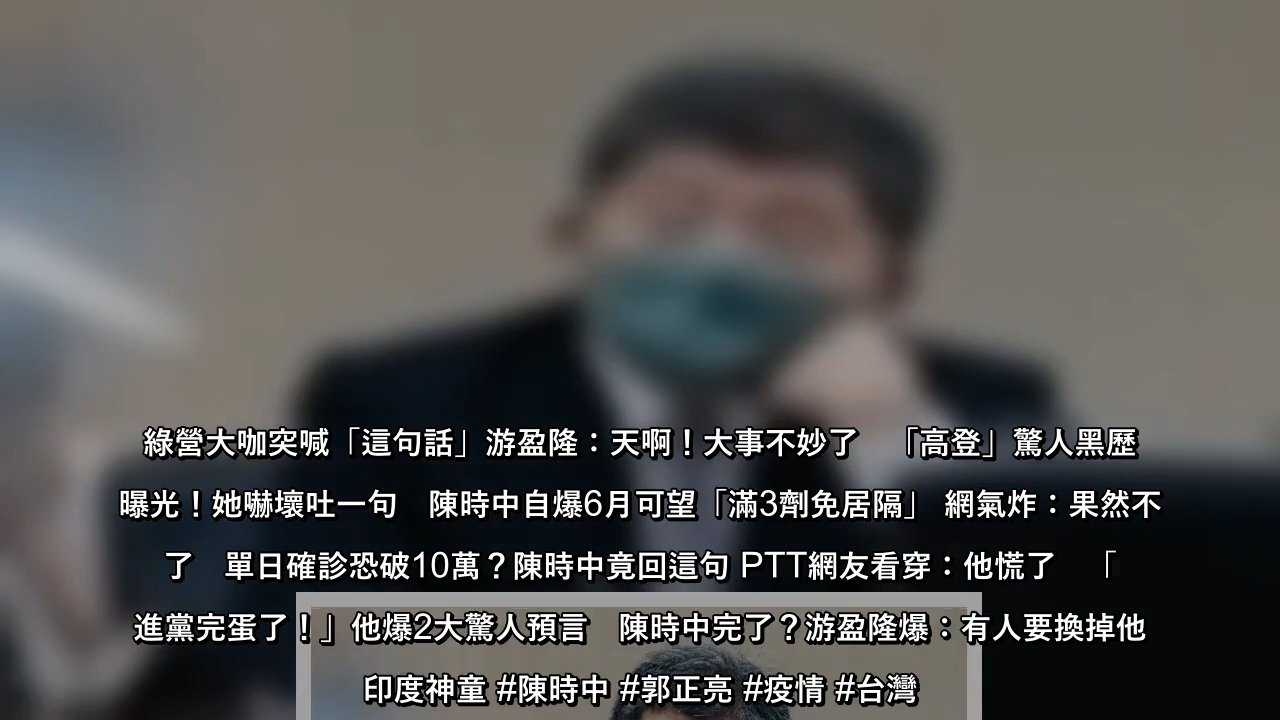 綠營大咖突喊「這句話」游盈隆：天啊！大事不妙了　「高登」驚人黑歷
曝光！她嚇壞吐一句　陳時中自爆6月可望「滿3劑免居隔」 網氣炸：果然不
了　單日確診恐破10萬？陳時中竟回這句 PTT網友看穿：他慌了　「
進黨完蛋了！」他爆2大驚人預言　陳時中完了？游盈隆爆：有人要換掉他
印度神童 #陳時中 #郭正亮 #疫情 #台灣